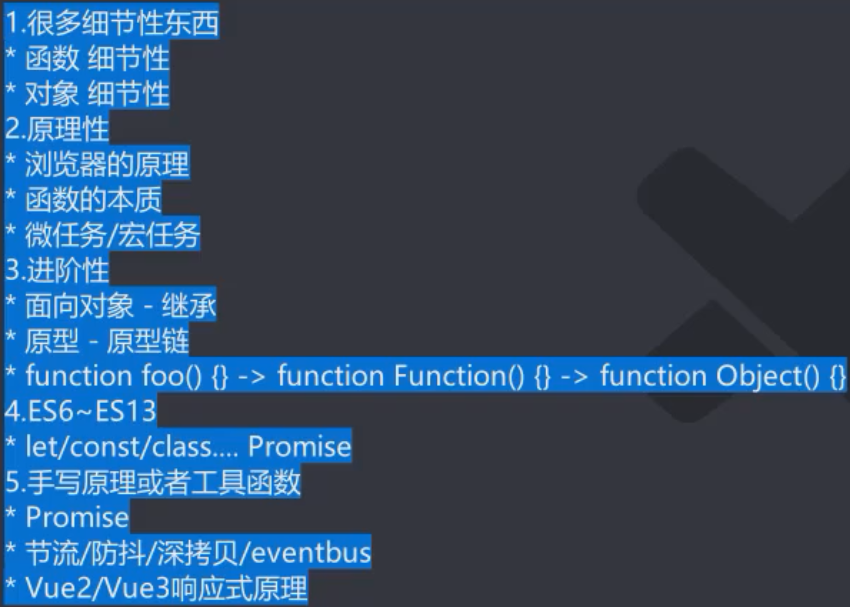 1.很多细节性东西
* 函数 细节性
* 对象 细节性
2.原理性
* 浏览器的原理
* 函数的本质
* 微任务/宏任务
3.进阶性
* 面向对象 - 继承
* 原型 - 原型链
* function foo() {} -> function Function() {} -> function Object() {}
4.ES6~ES13
* let/const/class.... Promise
5.手写原理或者工具函数
* Promise
* 节流/防抖/深拷贝/eventbus
* Vue2/Vue3响应式原理